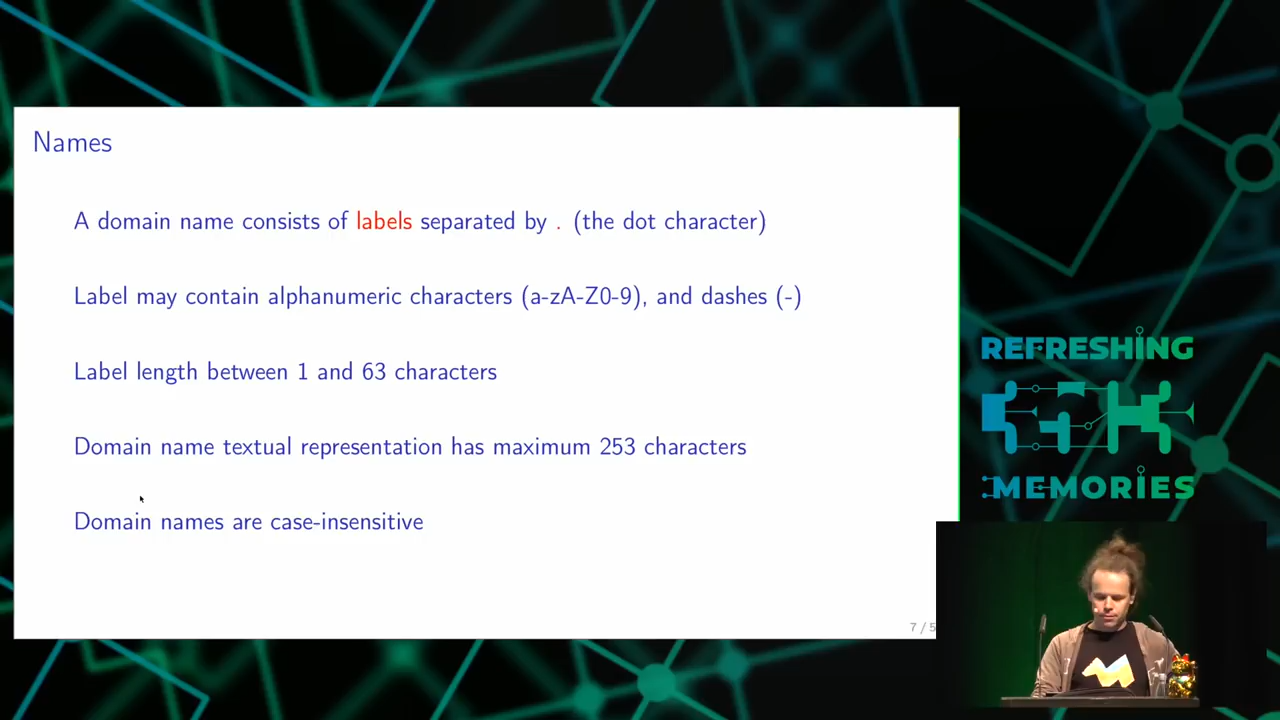 Names
A domain name consists of labels separated by . (the dot character)
Label may contain alphanumeric characters (a-zA-Z0-9), and dashes (-)
Label length between 1 and 63 characters
Domain name textual representation has maximum 253 characters
Domain names are case-insensitive
7 / 5
REFRESHING
MEMORIES